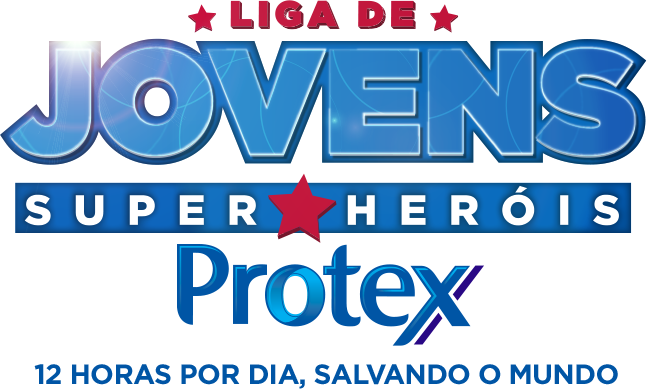 LIGA DE
JOVENS
SUPER HERÓIS
Protex
12 HORAS POR DIA, SALVANDO O MUNDO